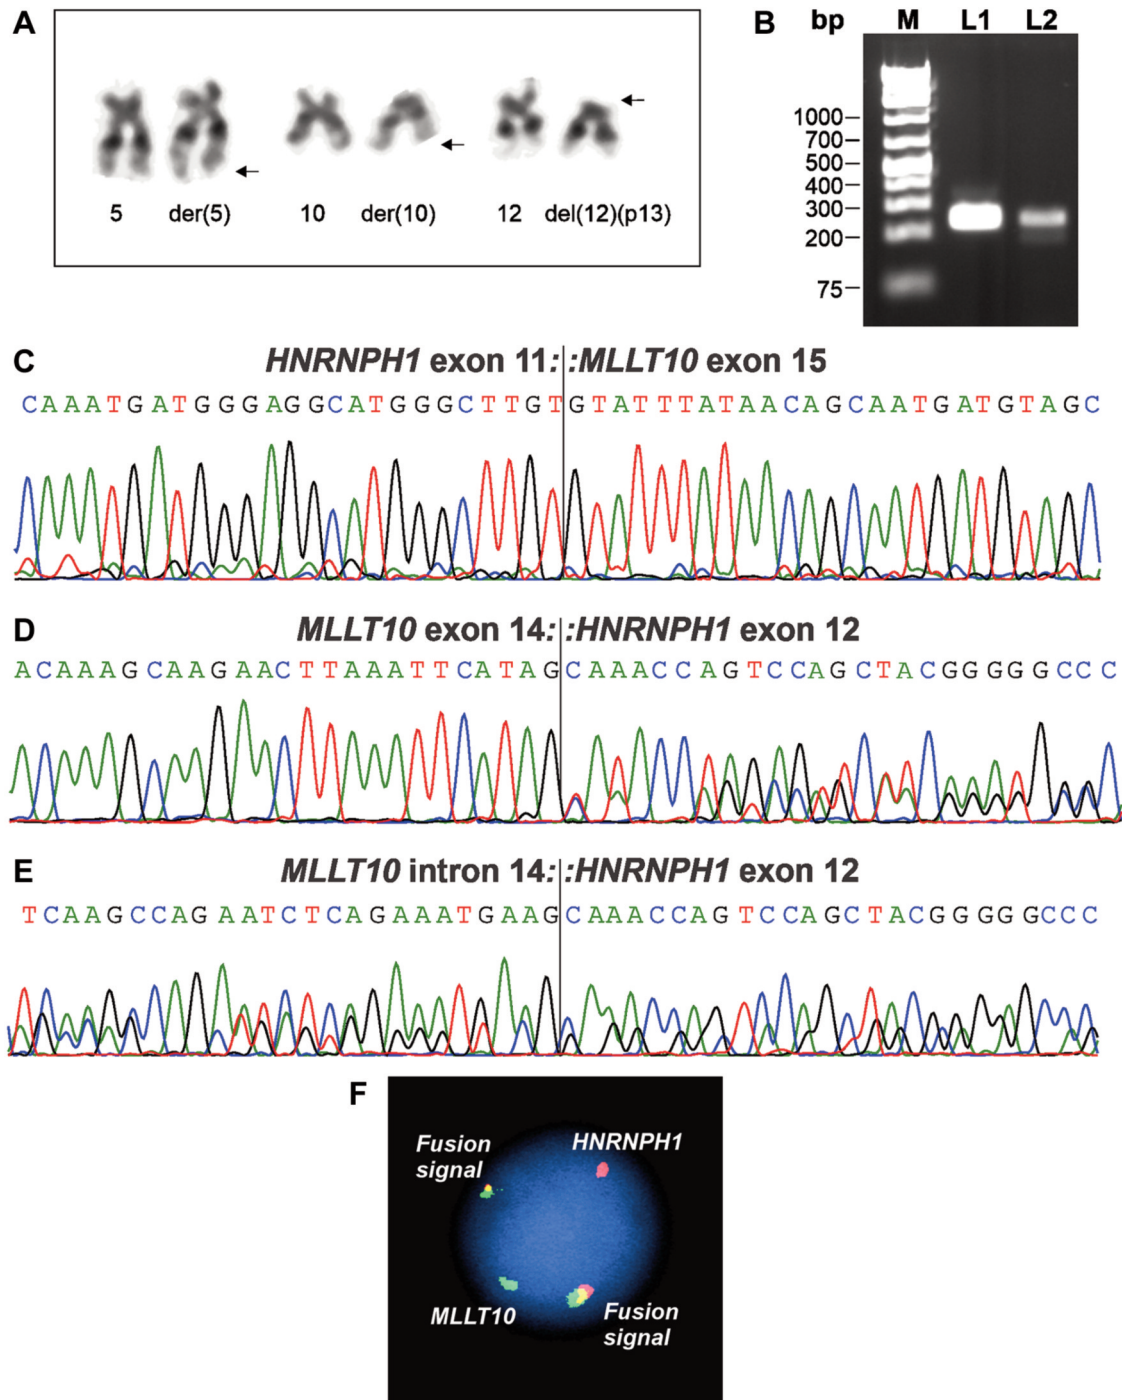 A
5 der(5) 10 der(10) 12 del(12)(p13)
B bp M L1 L2
1000
700
500
400
300
200
75
C
HNRNPH1 exon 11::MLLT10 exon 15
CAAATGATGGGAGGCATGGGCTTGTGTATTTATAACAGCAATGATGTAGC
D
MLLT10 exon 14::HNRNPH1 exon 12
ACAAAGCAAGAACTTAAATTCATAGCAAACCAGTCCAGCTACGGGGGCCC
E
MLLT10 intron 14::HNRNPH1 exon 12
TCAAGCCAGAATCTCAGAAATGAAGCAAACCAGTCCAGCTACGGGGGCCC
F
Fusion
signal
HNRNPH1
MLLT10
Fusion
signal